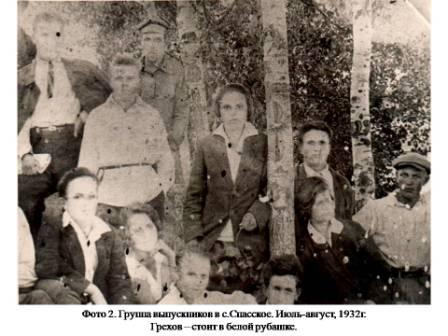 Фото 2. Группа выпускников в с.Спасское. Июль-август, 1932г.
Грехов – стоит в белой рубашке.